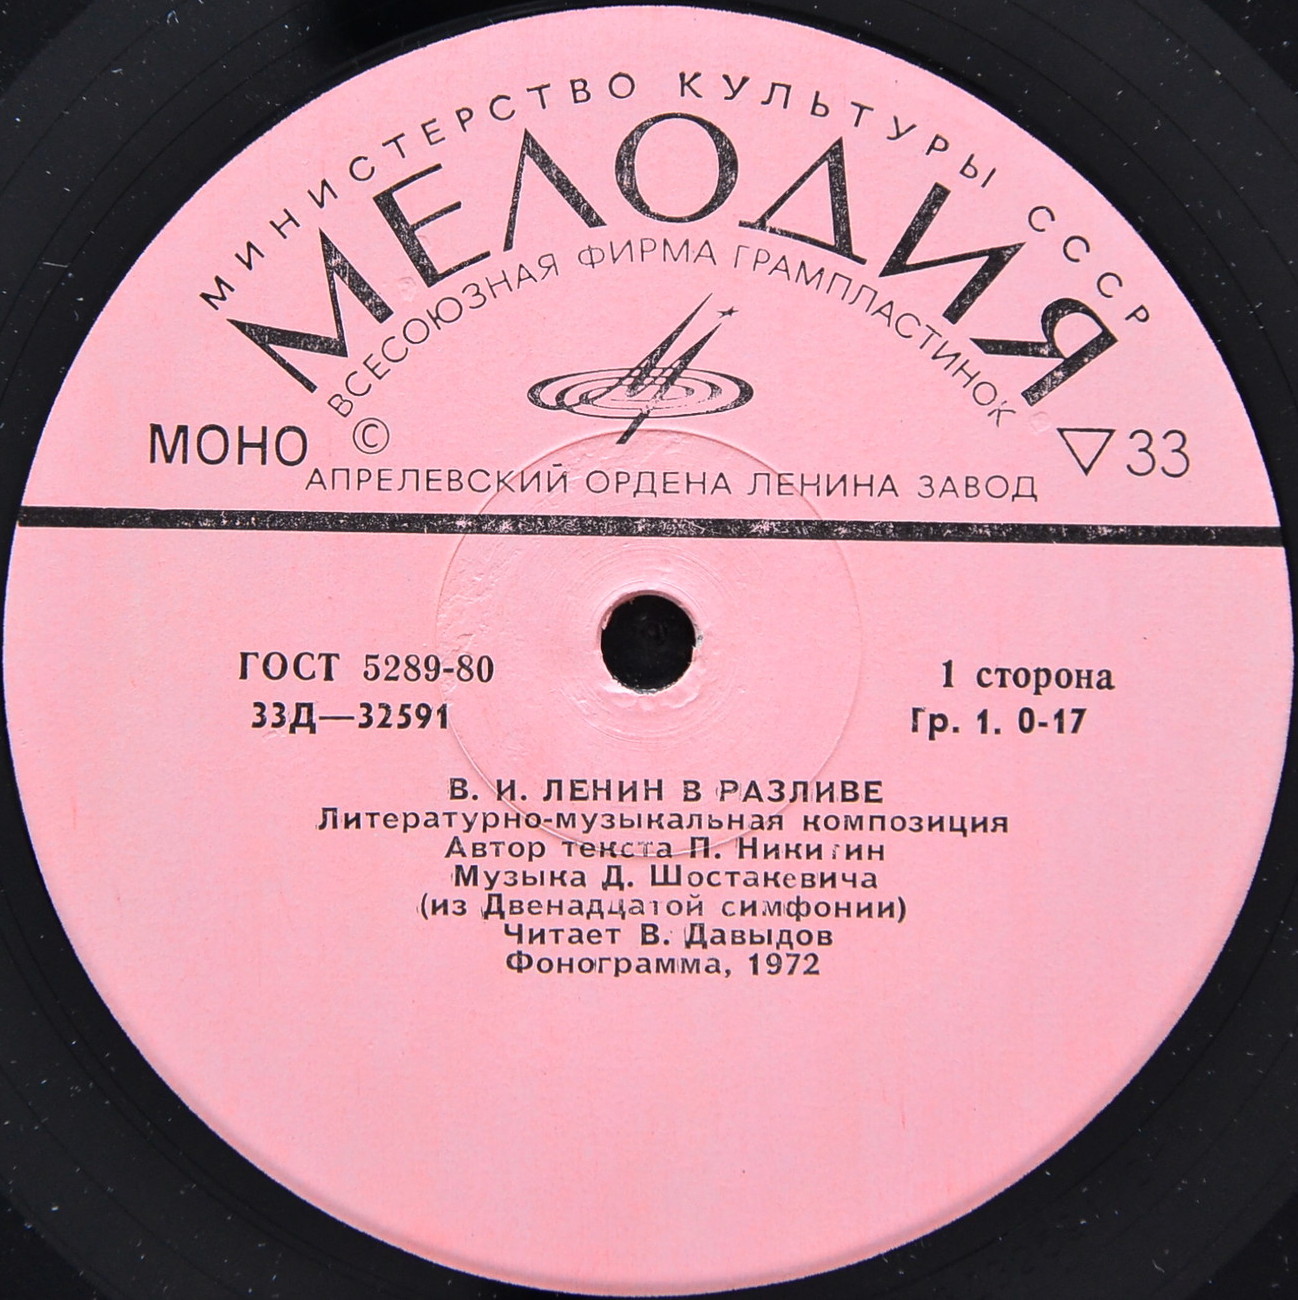 МИНИСТЕРСТВО КУЛЬТУРЫ СССР
МЕЛОДИЯ
ВСЕСОЮЗНАЯ ФИРМА ГРАМПЛАСТИНОК
МОНО © ▽33
АПРЕЛЕВСКИЙ ОРДЕНА ЛЕНИНА ЗАВОД
ГОСТ 5289-80 1 сторона
33Д—32591 Гр. 1. 0-17
В. И. ЛЕНИН В РАЗЛИВЕ
Литературно-музыкальная композиция
Автор текста П. Никитин
Музыка Д. Шостаковича
(из Двенадцатой симфонии)
Читает В. Давыдов
Фонограмма, 1972